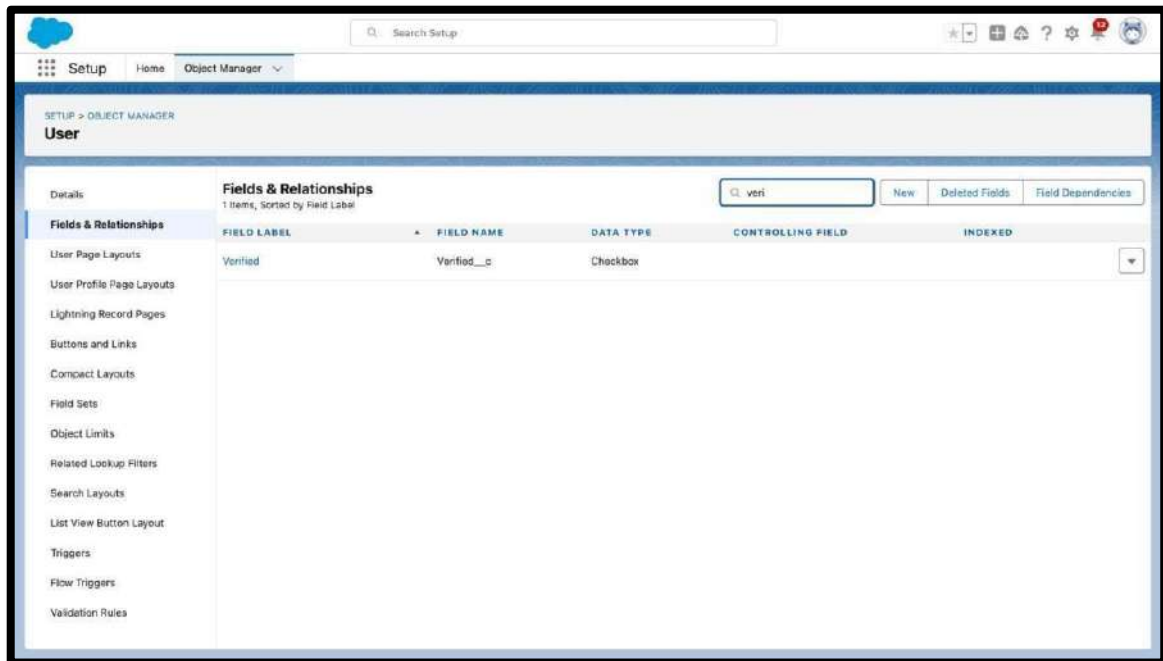 Search Setup
12
Setup Home Object Manager
SETUP > OBJECT MANAGER
User
Details
Fields & Relationships
User Page Layouts
User Profile Page Layouts
Lightning Record Pages
Buttons and Links
Compact Layouts
Field Sets
Object Limits
Related Lookup Filters
Search Layouts
List View Button Layout
Triggers
Flow Triggers
Validation Rules
Fields & Relationships
1 Items, Sorted by Field Label
veri
New Deleted Fields Field Dependencies
FIELD LABEL FIELD NAME DATA TYPE CONTROLLING FIELD INDEXED
Verified Verified__c Checkbox